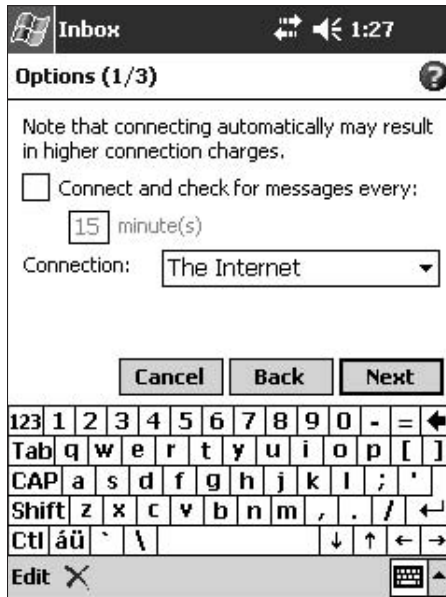 Inbox 1:27
Options (1/3) ?
Note that connecting automatically may result
in higher connection charges.
Connect and check for messages every:
15 minute(s)
Connection: The Internet
Cancel Back Next
123 1 2 3 4 5 6 7 8 9 0 - = ←
Tab q w e r t y u i o p [ ]
CAP a s d f g h j k l ; '
Shift z x c v b n m , . / ↵
Ctl áü ` \ ↓ ↑ ← →
Edit